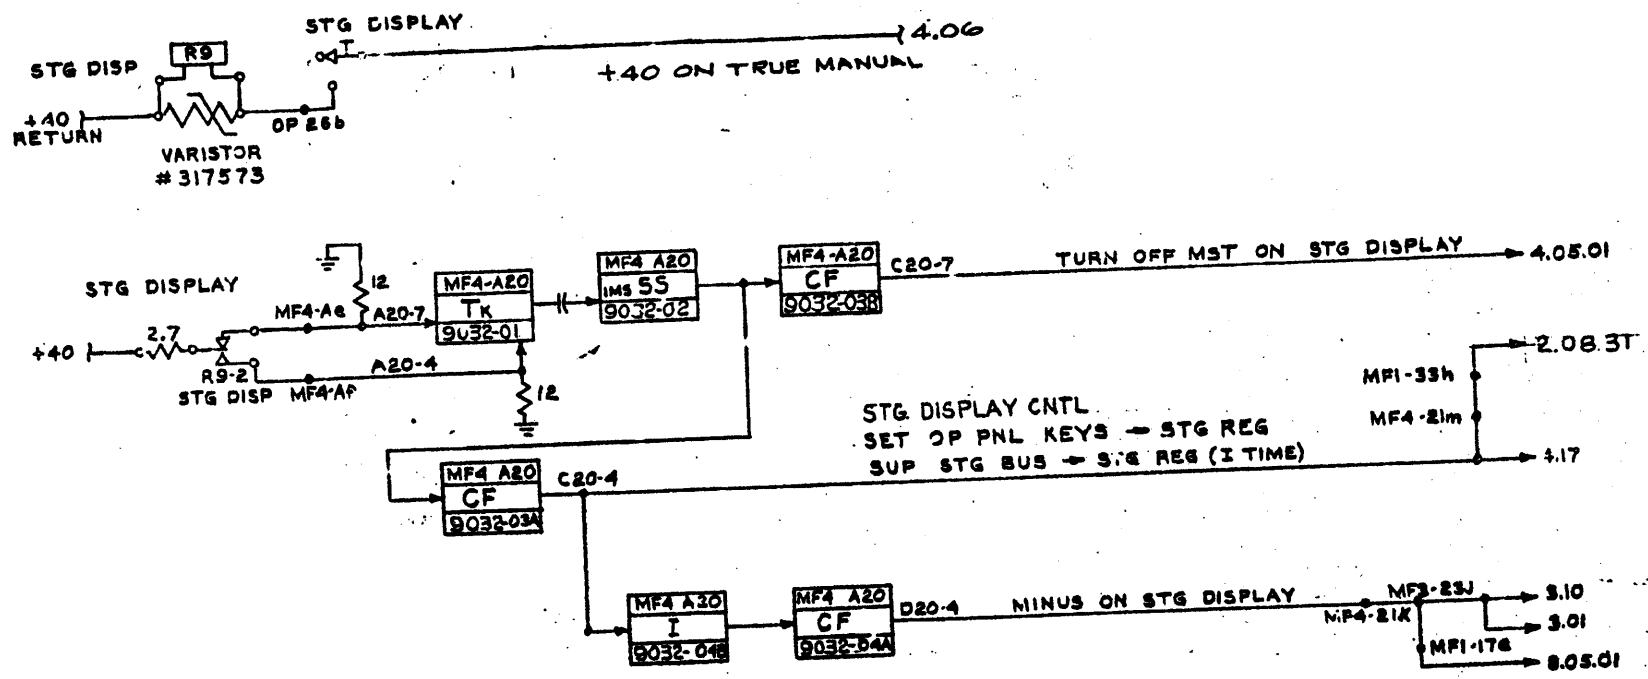 STG DISPLAY
4.06
STG DISP
R9
+40 ON TRUE MANUAL
+40
RETURN
OP 26b
VARISTOR
#317573
TURN OFF MST ON STG DISPLAY
4.05.01
MF4 A20
1MS SS
9032-02
MF4-A20
CF
9032-03B
C20-7
STG DISPLAY
MF4-A20
TK
9032-01
MF4-Ae
12
A20-7
+40
2.7
R9-2
STG DISP
MF4-Af
A20-4
12
2.08.3T
MF1-33h
MF4-21m
STG DISPLAY CNTL
SET OP PNL KEYS → STG REG
SUP STG BUS → STG REG (I TIME)
MF4 A20
CF
9032-03A
C20-4
MF4 A20
I
9032-04B
MF4 A20
CF
9032-04A
D20-4
MINUS ON STG DISPLAY
MF4-21K
MF3-23J
3.10
3.01
MF1-17e
8.05.01